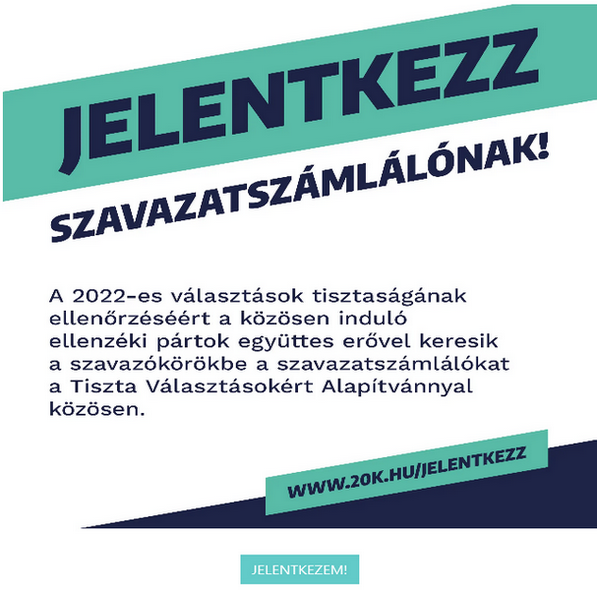 JELENTKEZZ
SZAVAZATSZÁMLÁLÓNAK!
A 2022-es választások tisztaságának
ellenőrzéséért a közösen induló
ellenzéki pártok együttes erővel keresik
a szavazókörökbe a szavazatszámlálókat
a Tiszta Választásokért Alapítvánnyal
közösen.
WWW.20K.HU/JELENTKEZZ
JELENTKEZEM!